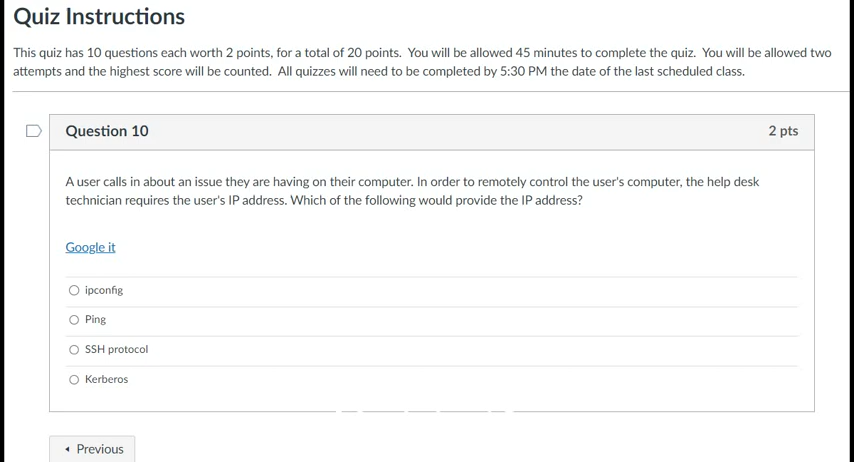 Quiz Instructions
This quiz has 10 questions each worth 2 points, for a total of 20 points.  You will be allowed 45 minutes to complete the quiz.  You will be allowed two
attempts and the highest score will be counted.  All quizzes will need to be completed by 5:30 PM the date of the last scheduled class.
Question 10 2 pts
A user calls in about an issue they are having on their computer. In order to remotely control the user's computer, the help desk
technician requires the user's IP address. Which of the following would provide the IP address?
Google it
ipconfig
Ping
SSH protocol
Kerberos
Previous